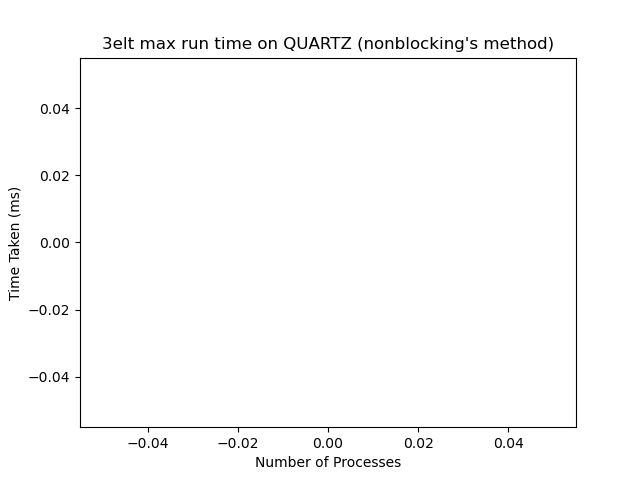 3elt max run time on QUARTZ (nonblocking's method)
0.04
0.02
0.00
−0.02
−0.04
Time Taken (ms)
−0.04 −0.02 0.00 0.02 0.04
Number of Processes